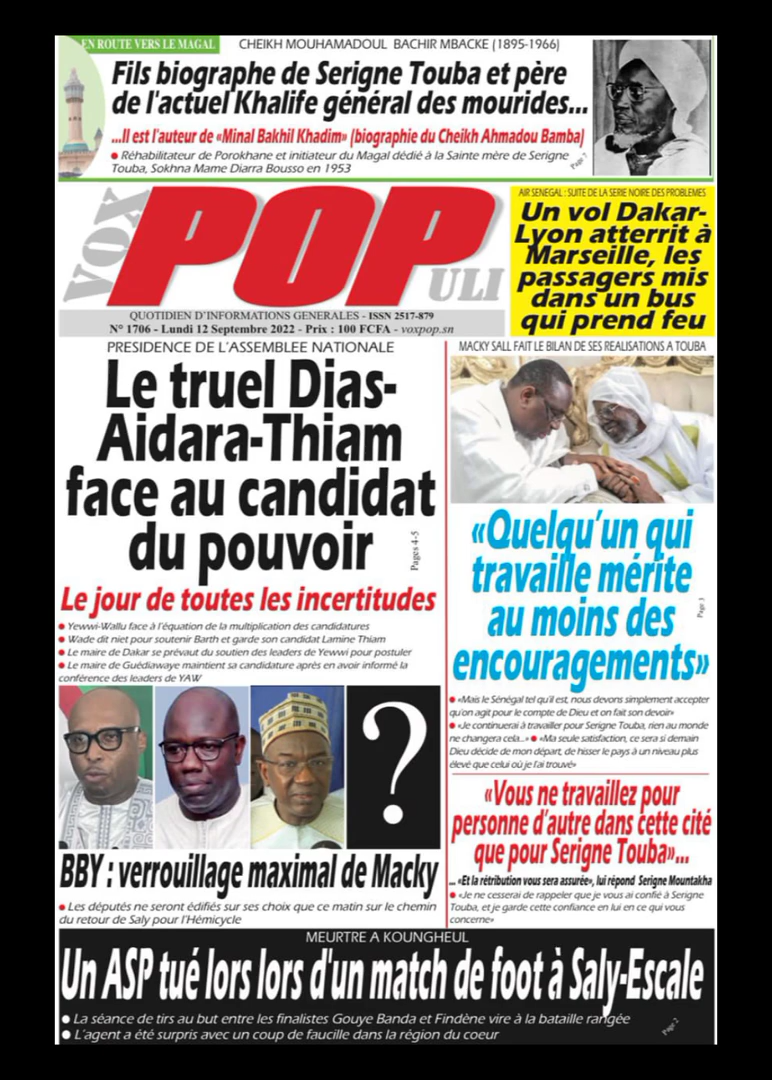 EN ROUTE VERS LE MAGAL
CHEIKH MOUHAMADOUL BACHIR MBACKE (1895-1966)
Fils biographe de Serigne Touba et père
de l'actuel Khalife général des mourides...
...Il est l'auteur de «Minal Bakhil Khadim» (biographie du Cheikh Ahmadou Bamba)
● Réhabilitateur de Porokhane et initiateur du Magal dédié à la Sainte mère de Serigne
Touba, Sokhna Mame Diarra Bousso en 1953
Page 7
VOX
POP
ULI
QUOTIDIEN D'INFORMATIONS GENERALES - ISSN 2517-879
N° 1706 - Lundi 12 Septembre 2022 - Prix : 100 FCFA - voxpop.sn
AIR SENEGAL : SUITE DE LA SERIE NOIRE DES PROBLEMES
Un vol Dakar-
Lyon atterrit à
Marseille, les
passagers mis
dans un bus
qui prend feu
PRESIDENCE DE L'ASSEMBLEE NATIONALE
Le truel Dias-
Aidara-Thiam
face au candidat
du pouvoir
Pages 4-5
Le jour de toutes les incertitudes
● Yewwi-Wallu face à l'équation de la multiplication des candidatures
● Wade dit niet pour soutenir Barth et garde son candidat Lamine Thiam
● Le maire de Dakar se prévaut du soutien des leaders de Yewwi pour postuler
● Le maire de Guédiawaye maintient sa candidature après en avoir informé la
conférence des leaders de YAW
?
BBY : verrouillage maximal de Macky
● Les députés ne seront édifiés sur ses choix que ce matin sur le chemin
du retour de Saly pour l'Hémicycle
MACKY SALL FAIT LE BILAN DE SES REALISATIONS A TOUBA
«Quelqu'un qui
travaille mérite
au moins des
encouragements»
Page 3
● «Mais le Sénégal tel qu'il est, nous devons simplement accepter
qu'on agit pour le compte de Dieu et on fait son devoir»
● «Je continuerai à travailler pour Serigne Touba, rien au monde
ne changera cela...» ● «Ma seule satisfaction, ce sera si demain
Dieu décide de mon départ, de hisser le pays à un niveau plus
élevé que celui où je l'ai trouvé»
«Vous ne travaillez pour
personne d'autre dans cette cité
que pour Serigne Touba»...
... «Et la rétribution vous sera assurée», lui répond Serigne Mountakha
● «Je ne cesserai de rappeler que je vous ai confié à Serigne
Touba, et je garde cette confiance en lui en ce qui vous
concerne»
MEURTRE A KOUNGHEUL
Un ASP tué lors lors d'un match de foot à Saly-Escale
● La séance de tirs au but entre les finalistes Gouye Banda et Findène vire à la bataille rangée
● L'agent a été surpris avec un coup de faucille dans la région du coeur
Page 2